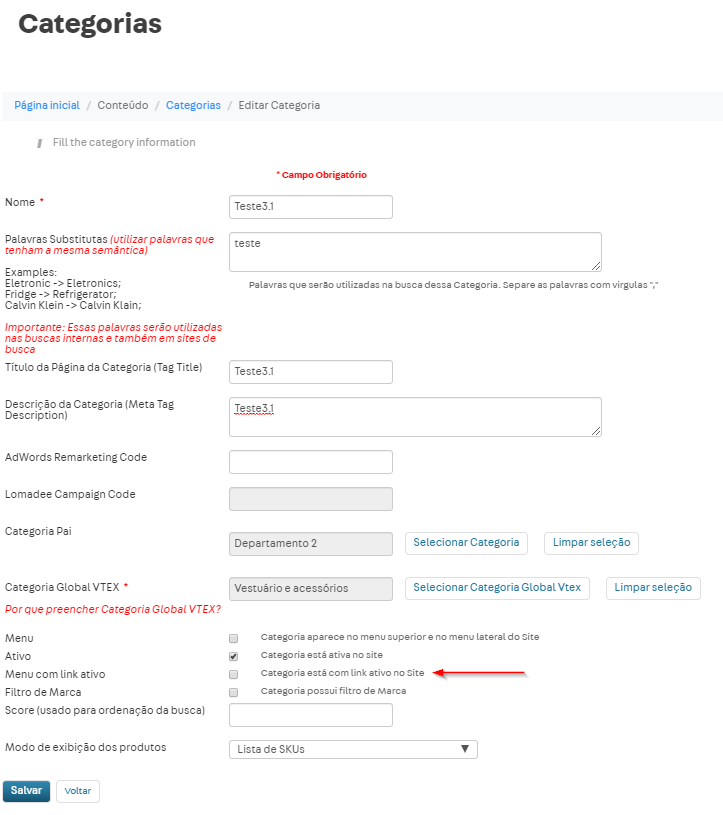 Categorias
Página inicial / Conteúdo / Categorias / Editar Categoria
Fill the category information
* Campo Obrigatório
Nome *
Teste3.1
Palavras Substitutas (utilizar palavras que
tenham a mesma semântica)
teste
Examples:
Eletronic -> Eletronics;
Fridge -> Refrigerator;
Calvin Klein -> Calvin Klain;
Palavras que serão utilizadas na busca dessa Categoria. Separe as palavras com virgulas ","
Importante: Essas palavras serão utilizadas
nas buscas internas e também em sites de
busca
Título da Página da Categoria (Tag Title)
Teste3.1
Descrição da Categoria (Meta Tag
Description)
Teste3.1
AdWords Remarketing Code
Lomadee Campaign Code
Categoria Pai
Departamento 2
Selecionar Categoria
Limpar seleção
Categoria Global VTEX *
Vestuário e acessórios
Selecionar Categoria Global Vtex
Limpar seleção
Por que preencher Categoria Global VTEX?
Menu
Categoria aparece no menu superior e no menu lateral do Site
Ativo
Categoria está ativa no site
Menu com link ativo
Categoria está com link ativo no Site
Filtro de Marca
Categoria possui filtro de Marca
Score (usado para ordenação da busca)
Modo de exibição dos produtos
Lista de SKUs
Salvar
Voltar